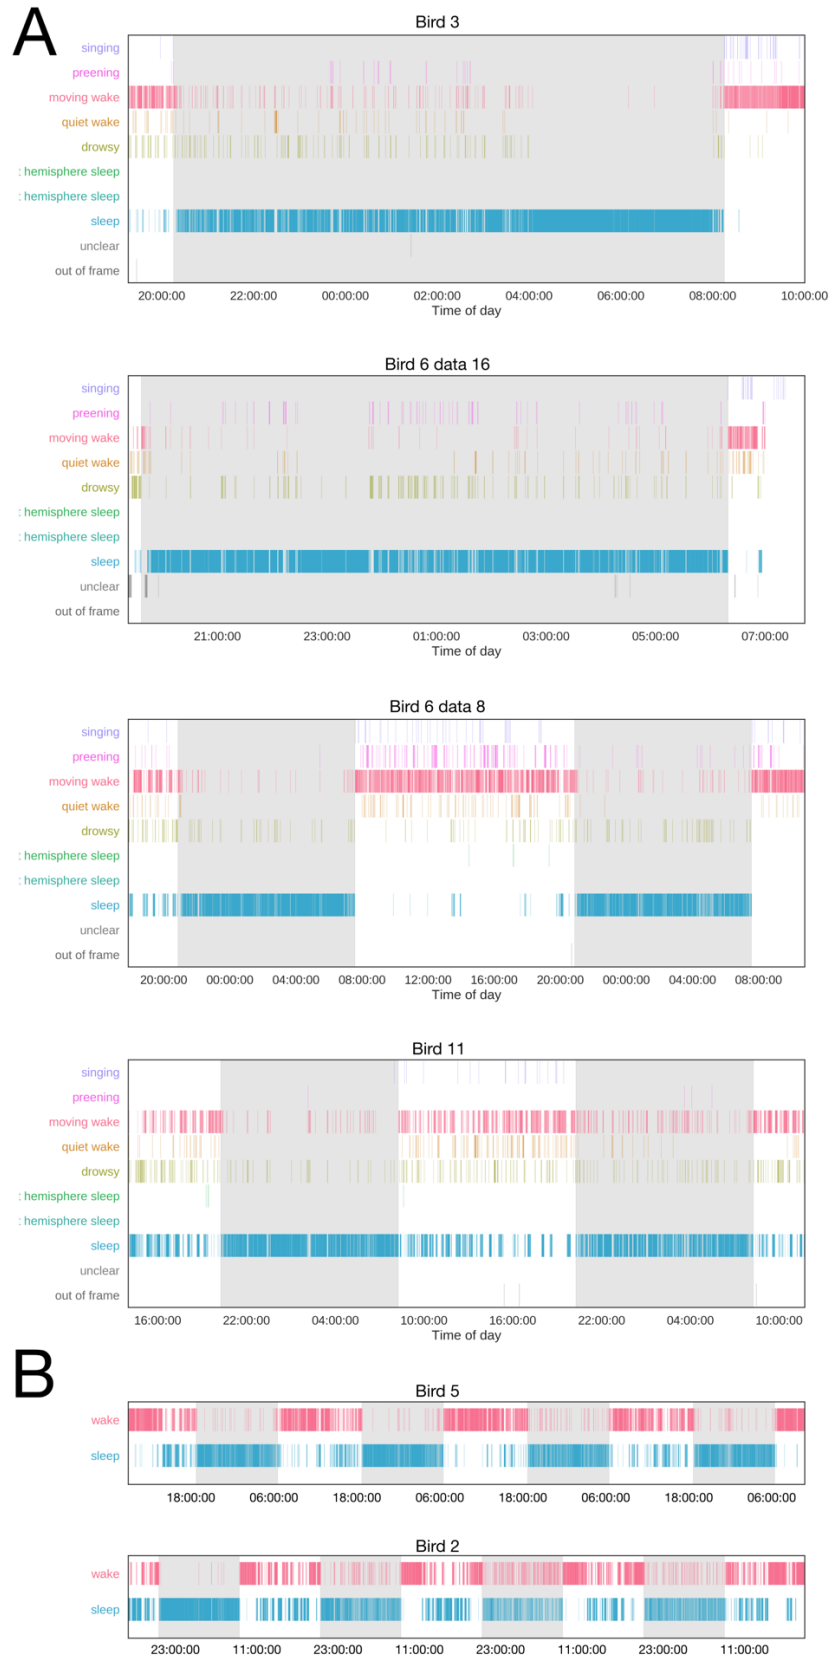 A
Bird 3
singing
preening
moving wake
quiet wake
drowsy
: hemisphere sleep
: hemisphere sleep
sleep
unclear
out of frame
20:00:00 22:00:00 00:00:00 02:00:00 04:00:00 06:00:00 08:00:00 10:00:00
Time of day
Bird 6 data 16
singing
preening
moving wake
quiet wake
drowsy
: hemisphere sleep
: hemisphere sleep
sleep
unclear
out of frame
21:00:00 23:00:00 01:00:00 03:00:00 05:00:00 07:00:00
Time of day
Bird 6 data 8
singing
preening
moving wake
quiet wake
drowsy
: hemisphere sleep
: hemisphere sleep
sleep
unclear
out of frame
20:00:00 00:00:00 04:00:00 08:00:00 12:00:00 16:00:00 20:00:00 00:00:00 04:00:00 08:00:00
Time of day
Bird 11
singing
preening
moving wake
quiet wake
drowsy
: hemisphere sleep
: hemisphere sleep
sleep
unclear
out of frame
16:00:00 22:00:00 04:00:00 10:00:00 16:00:00 22:00:00 04:00:00 10:00:00
Time of day
B
Bird 5
wake
sleep
18:00:00 06:00:00 18:00:00 06:00:00 18:00:00 06:00:00 18:00:00 06:00:00
Bird 2
wake
sleep
23:00:00 11:00:00 23:00:00 11:00:00 23:00:00 11:00:00 23:00:00 11:00:00